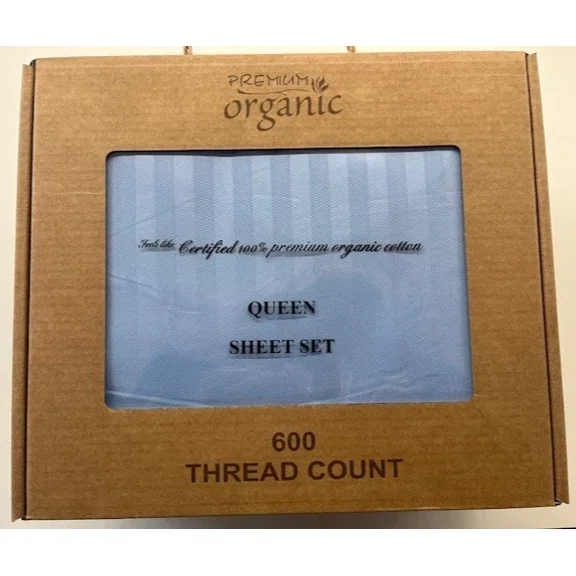 PREMIUM
organic
Feels like Certified 100% premium organic cotton
QUEEN
SHEET SET
600
THREAD COUNT